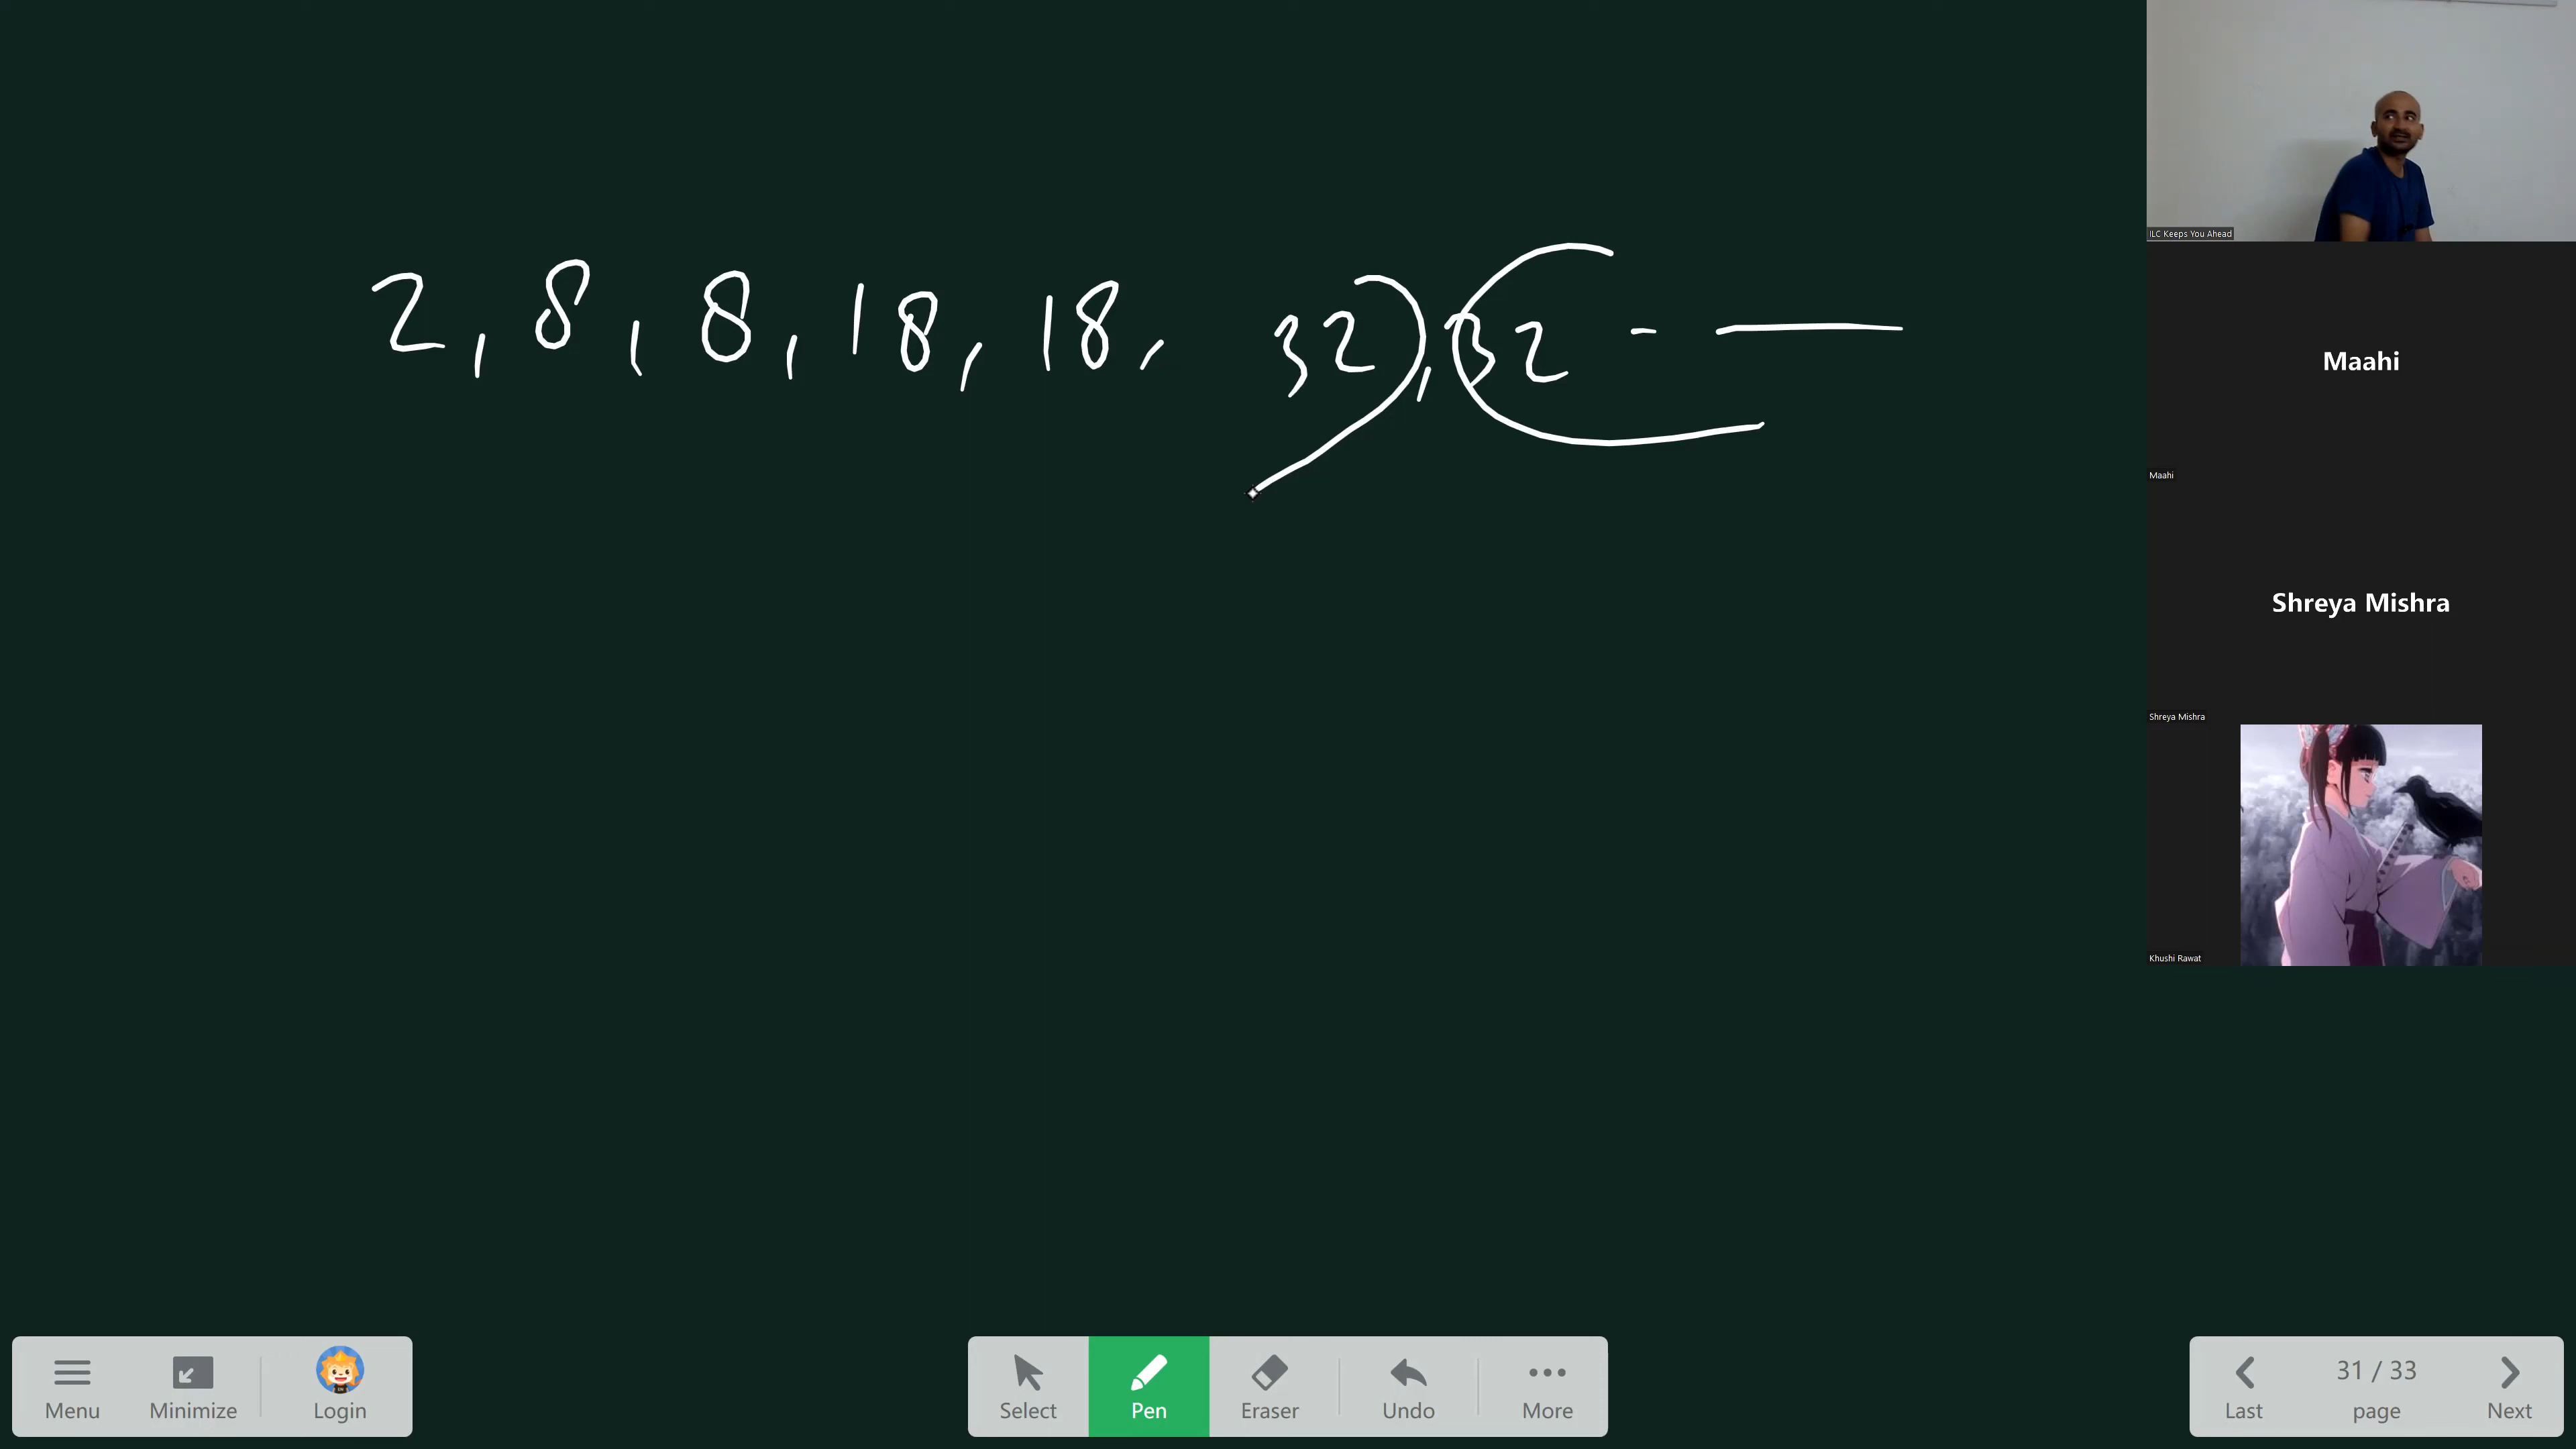 ILC Keeps You Ahead
2, 8, 8, 18, 18, 32, 32 -
Maahi
Maahi
Shreya Mishra
Shreya Mishra
Khushi Rawat
Menu Minimize Login Select Pen Eraser Undo More Last 31 / 33 page Next